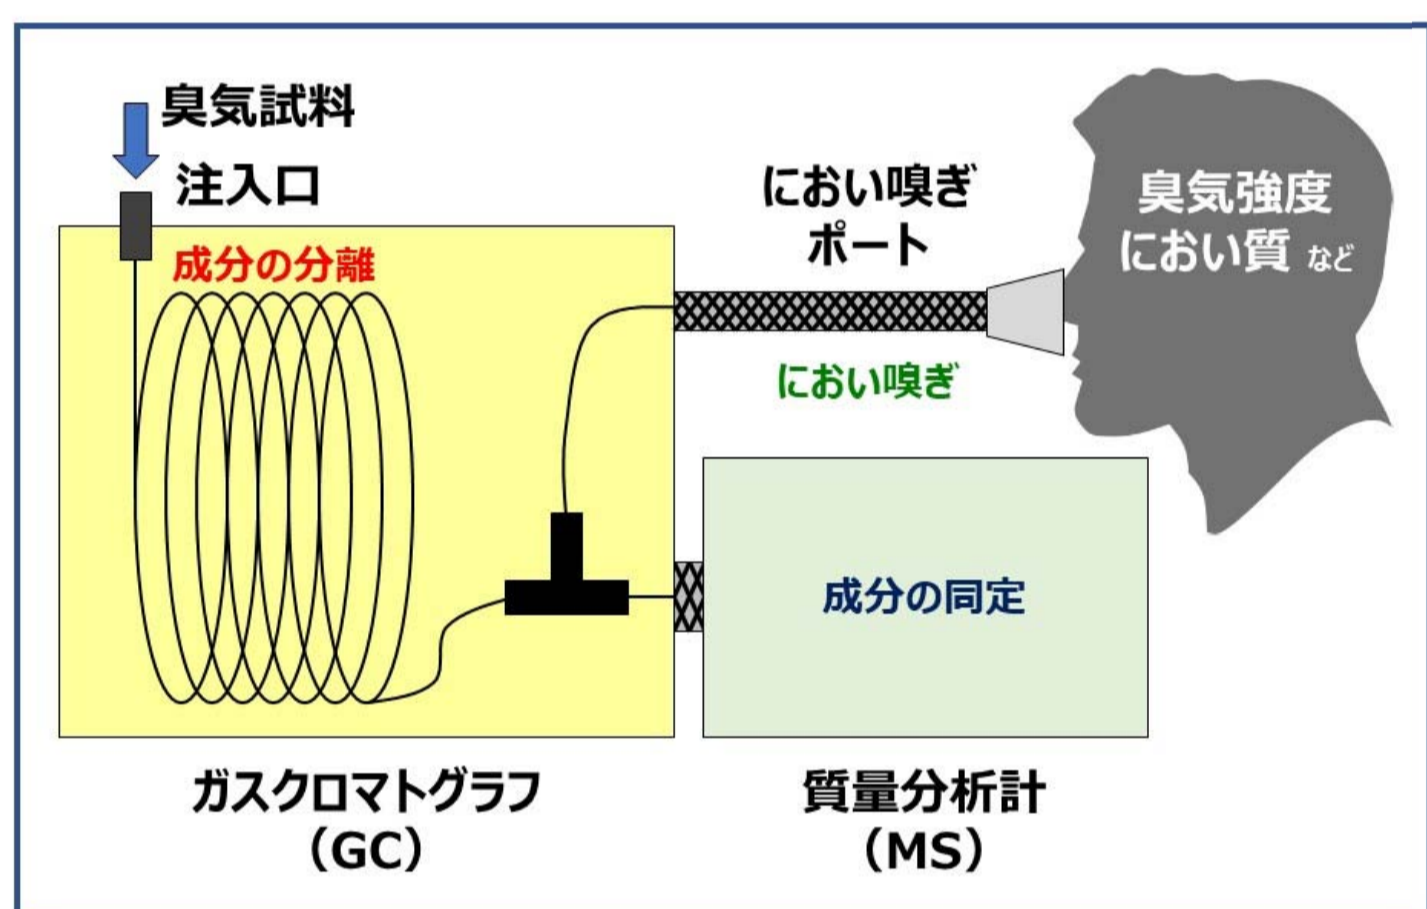 臭気試料
注入口
成分の分離
におい嗅ぎ
ポート
臭気強度
におい質 など
におい嗅ぎ
成分の同定
ガスクロマトグラフ
（GC）
質量分析計
（MS）